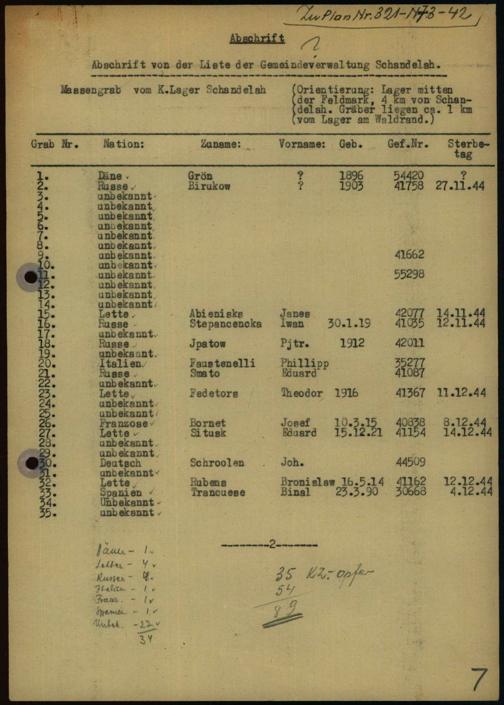 Zu Plan Nr. 321-N73-42
Abschrift
2
Abschrift von der Liste der Gemeindeverwaltung Schandelah.
Massengrab vom K.Lager Schandelah (Orientierung: Lager mitten
(der Feldmark, 4 km von Schan-
(delah. Gräber liegen ca. 1 km
(vom Lager am Waldrand.)
Grab Nr. Nation: Zuname: Vorname: Geb. Gef.Nr. Sterbe-
tag
1. Däne Grön ? 1896 54420 ?
2. Russe Birukow ? 1903 41758 27.11.44
3. unbekannt
4. unbekannt
5. unbekannt
6. unbekannt
7. unbekannt
8. unbekannt
9. unbekannt 41662
10. unbekannt
11. unbekannt 55298
12. unbekannt
13. unbekannt
14. unbekannt
15. Lette Abienisks Janes 42077 14.11.44
16. Russe Stepancencka Iwan 30.1.19 41035 12.11.44
17. unbekannt
18. Russe Jpatow Pjtr. 1912 42011
19. unbekannt
20. Italien Faustenelli Phillipp 35277
21. Russe Smato Eduard 41087
22. unbekannt
23. Lette Fedetors Theodor 1916 41367 11.12.44
24. unbekannt
25. unbekannt
26. Franzose Bornet Josef 10.3.15 40838 8.12.44
27. Lette Situsk Eduard 15.12.21 41154 14.12.44
28. unbekannt
29. unbekannt
30. Deutsch Schroolen Joh. 44509
31. unbekannt
32. Lette Rubens Bronislaw 16.5.14 41162 12.12.44
33. Spanien Trancuese Binal 23.3.90 30668 4.12.44
34. Unbekannt
35. unbekannt
-2-
Däne - 1
Letten - 4
Russen - 4
Italien - 1
Franz. - 1
Spanier - 1
Unbek. - 22
34
35 KZ-opfer
54
89
7